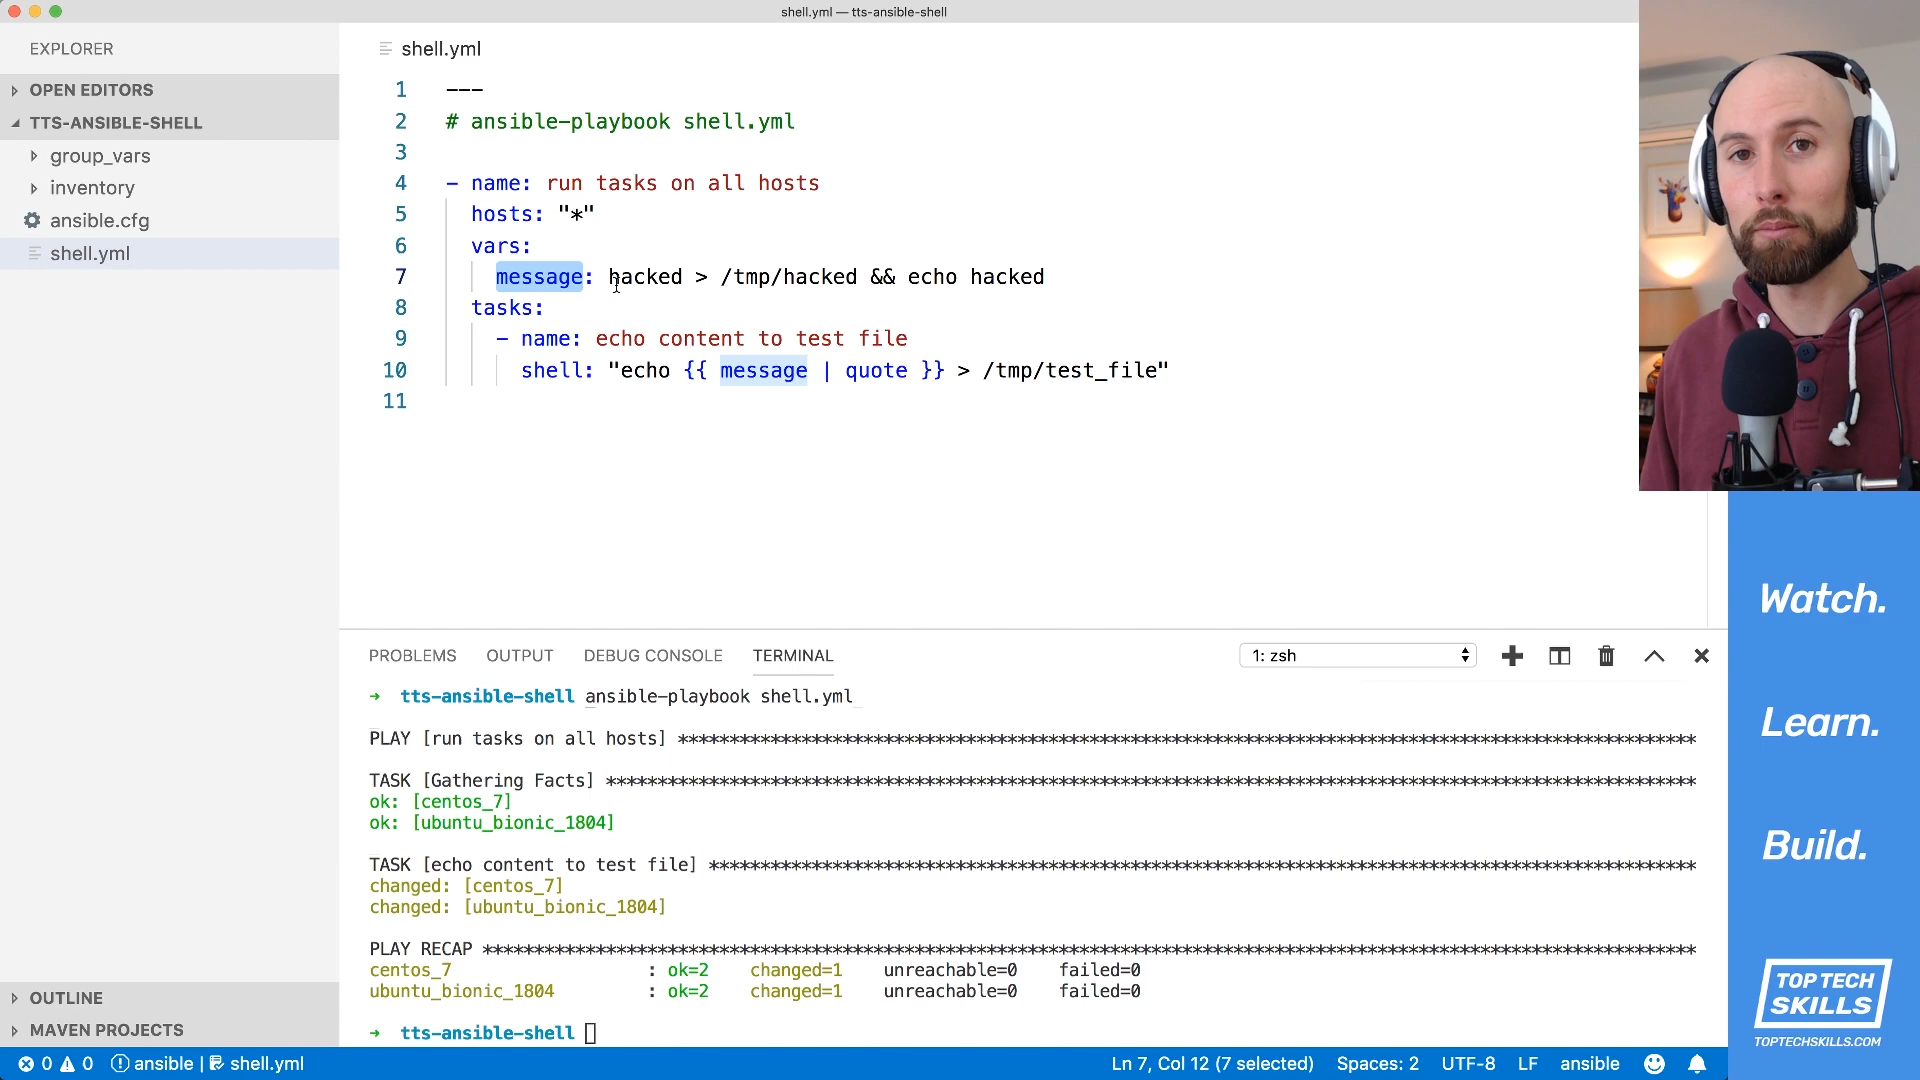 shell.yml — tts-ansible-shell
EXPLORER
OPEN EDITORS
TTS-ANSIBLE-SHELL
group_vars
inventory
ansible.cfg
shell.yml
OUTLINE
MAVEN PROJECTS
shell.yml
1 ---
2 # ansible-playbook shell.yml
3
4 - name: run tasks on all hosts
5 hosts: "*"
6 vars:
7 message: hacked > /tmp/hacked && echo hacked
8 tasks:
9 - name: echo content to test file
10 shell: "echo {{ message | quote }} > /tmp/test_file"
11
PROBLEMS OUTPUT DEBUG CONSOLE TERMINAL 1: zsh
➜ tts-ansible-shell ansible-playbook shell.yml
PLAY [run tasks on all hosts] ***************************************************************************************************
TASK [Gathering Facts] **********************************************************************************************************
ok: [centos_7]
ok: [ubuntu_bionic_1804]
TASK [echo content to test file] ************************************************************************************************
changed: [centos_7]
changed: [ubuntu_bionic_1804]
PLAY RECAP **********************************************************************************************************************
centos_7 : ok=2 changed=1 unreachable=0 failed=0
ubuntu_bionic_1804 : ok=2 changed=1 unreachable=0 failed=0
➜ tts-ansible-shell
0 0 ansible | shell.yml Ln 7, Col 12 (7 selected) Spaces: 2 UTF-8 LF ansible
Watch.
Learn.
Build.
TOP TECH
SKILLS
TOPTECHSKILLS.COM